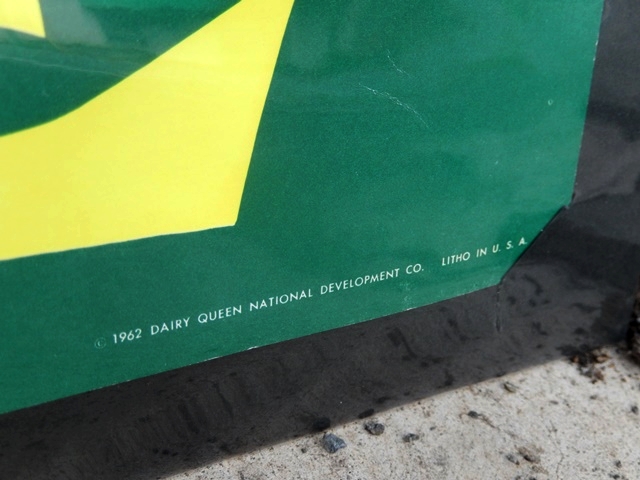 © 1962 DAIRY QUEEN NATIONAL DEVELOPMENT CO. LITHO IN U. S. A.